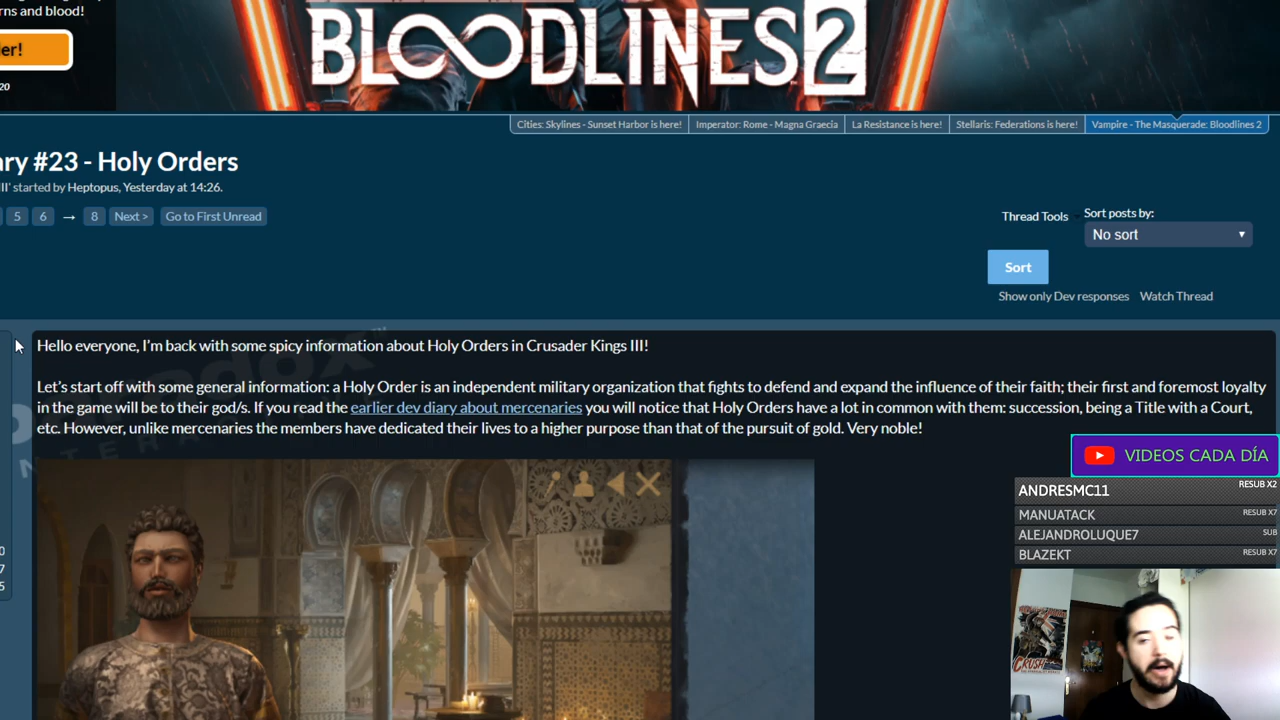 rns and blood!
er!
20
BLOODLINES 2
Cities: Skylines - Sunset Harbor is here!
Imperator: Rome - Magna Graecia
La Resistance is here!
Stellaris: Federations is here!
Vampire - The Masquerade: Bloodlines 2
ary #23 - Holy Orders
III' started by Heptopus, Yesterday at 14:26.
5 6 → 8 Next > Go to First Unread
Thread Tools
Sort posts by:
No sort
Sort
Show only Dev responses Watch Thread
Hello everyone, I'm back with some spicy information about Holy Orders in Crusader Kings III!
Let's start off with some general information: a Holy Order is an independent military organization that fights to defend and expand the influence of their faith; their first and foremost loyalty
in the game will be to their god/s. If you read the earlier dev diary about mercenaries you will notice that Holy Orders have a lot in common with them: succession, being a Title with a Court,
etc. However, unlike mercenaries the members have dedicated their lives to a higher purpose than that of the pursuit of gold. Very noble!
VIDEOS CADA DÍA
ANDRESMC11 RESUB X2
MANUATACK RESUB X7
ALEJANDROLUQUE7 SUB
BLAZEKT RESUB X7
0
7
5
CRUSH